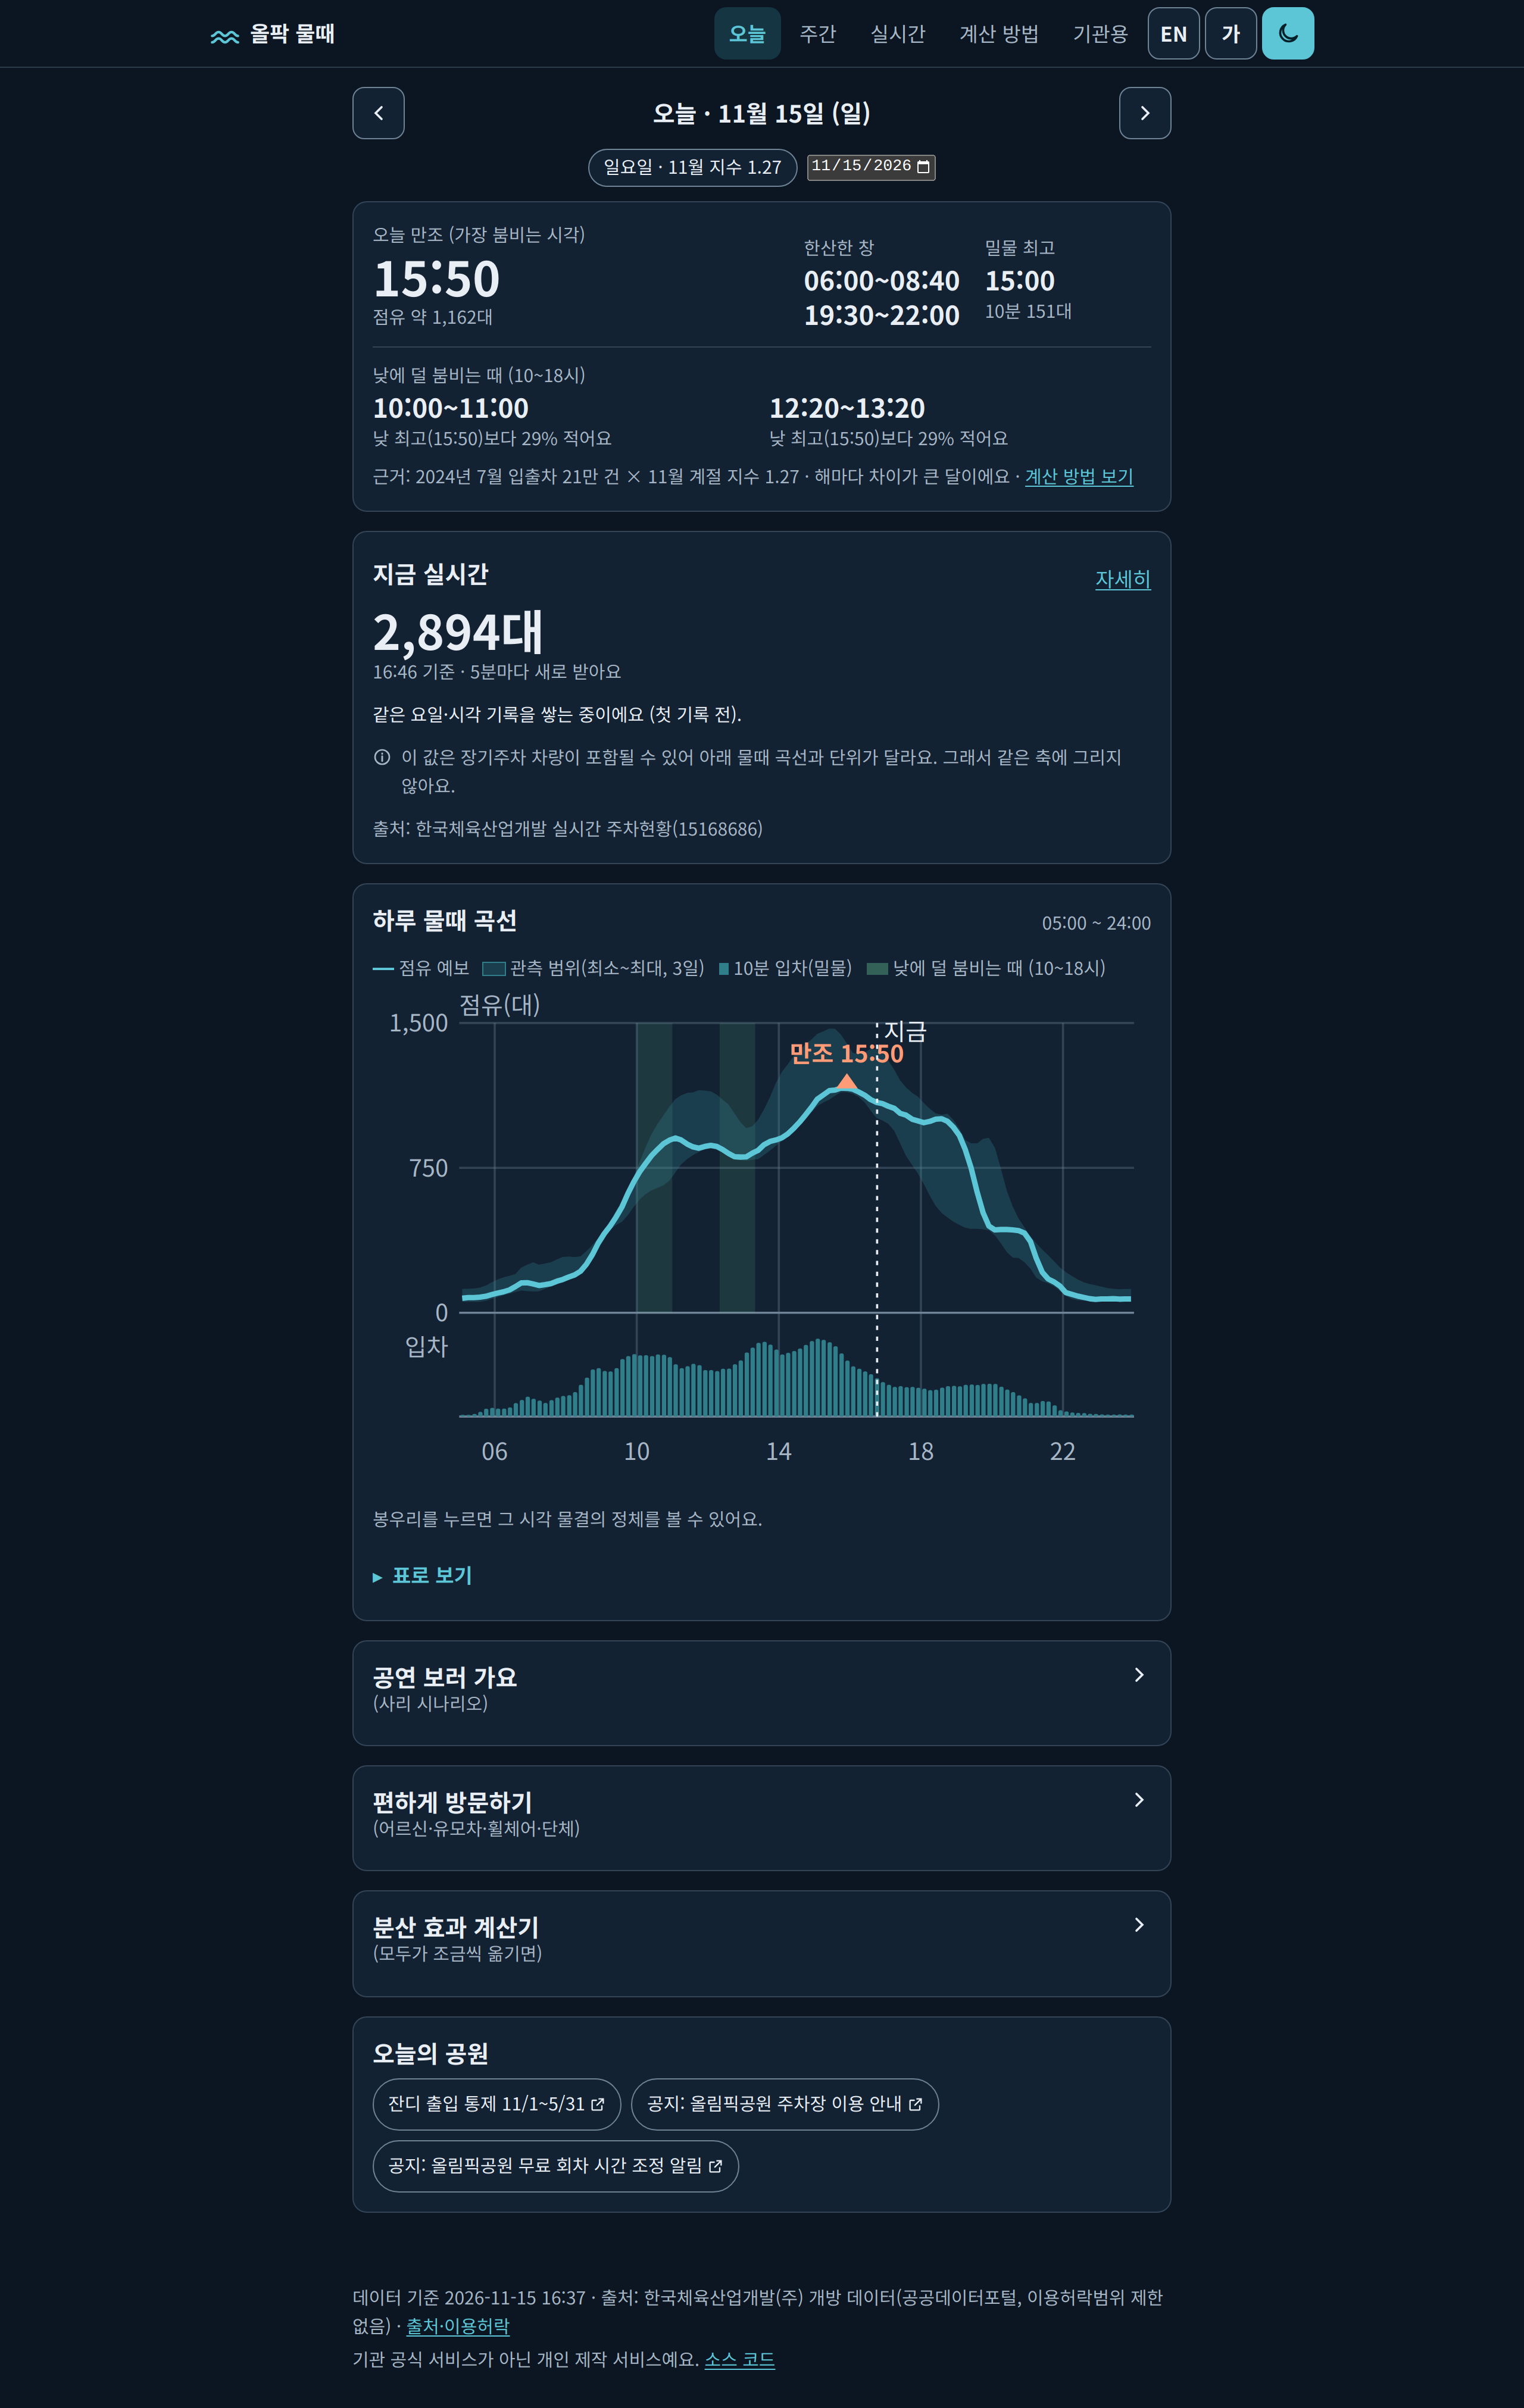 올팍 물때
오늘 주간 실시간 계산 방법 기관용 EN 가
오늘 · 11월 15일 (일)
일요일 · 11월 지수 1.27 11/15/2026
오늘 만조 (가장 붐비는 시각)
15:50
점유 약 1,162대
한산한 창
06:00~08:40
19:30~22:00
밀물 최고
15:00
10분 151대
낮에 덜 붐비는 때 (10~18시)
10:00~11:00
낮 최고(15:50)보다 29% 적어요
12:20~13:20
낮 최고(15:50)보다 29% 적어요
근거: 2024년 7월 입출차 21만 건 × 11월 계절 지수 1.27 · 해마다 차이가 큰 달이에요 · 계산 방법 보기
지금 실시간
자세히
2,894대
16:46 기준 · 5분마다 새로 받아요
같은 요일·시각 기록을 쌓는 중이에요 (첫 기록 전).
이 값은 장기주차 차량이 포함될 수 있어 아래 물때 곡선과 단위가 달라요. 그래서 같은 축에 그리지
않아요.
출처: 한국체육산업개발 실시간 주차현황(15168686)
하루 물때 곡선
05:00 ~ 24:00
점유 예보 관측 범위(최소~최대, 3일) 10분 입차(밀물) 낮에 덜 붐비는 때 (10~18시)
점유(대)
1,500
지금
만조 15:50
750
0
입차
06 10 14 18 22
봉우리를 누르면 그 시각 물결의 정체를 볼 수 있어요.
▸ 표로 보기
공연 보러 가요
(사리 시나리오)
편하게 방문하기
(어르신·유모차·휠체어·단체)
분산 효과 계산기
(모두가 조금씩 옮기면)
오늘의 공원
잔디 출입 통제 11/1~5/31
공지: 올림픽공원 주차장 이용 안내
공지: 올림픽공원 무료 회차 시간 조정 알림
데이터 기준 2026-11-15 16:37 · 출처: 한국체육산업개발(주) 개방 데이터(공공데이터포털, 이용허락범위 제한
없음) · 출처·이용허락
기관 공식 서비스가 아닌 개인 제작 서비스예요. 소스 코드